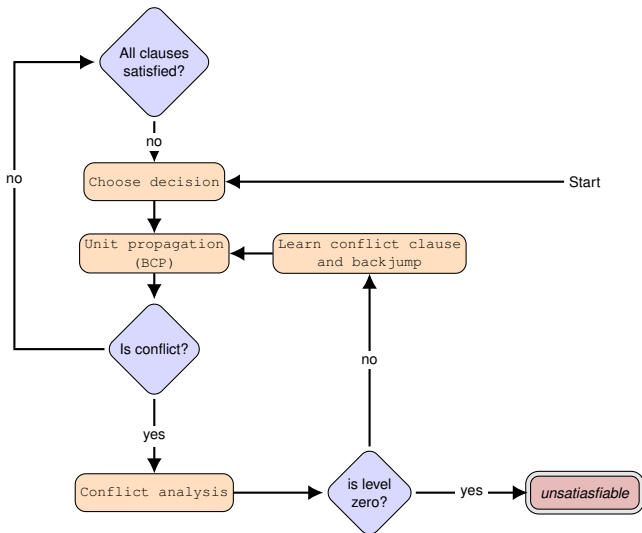 All clauses
satisfied?
no
no
Choose decision
Start
Unit propagation
(BCP)
Learn conflict clause
and backjump
Is conflict?
no
yes
Conflict analysis
is level
zero?
yes
unsatiasfiable